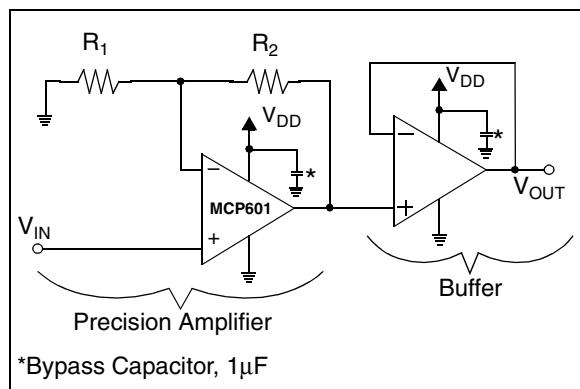 R1
R2
VDD
*
VDD
*
−
MCP601
+
−
+
VIN
VOUT
Precision Amplifier
Buffer
*Bypass Capacitor, 1μF